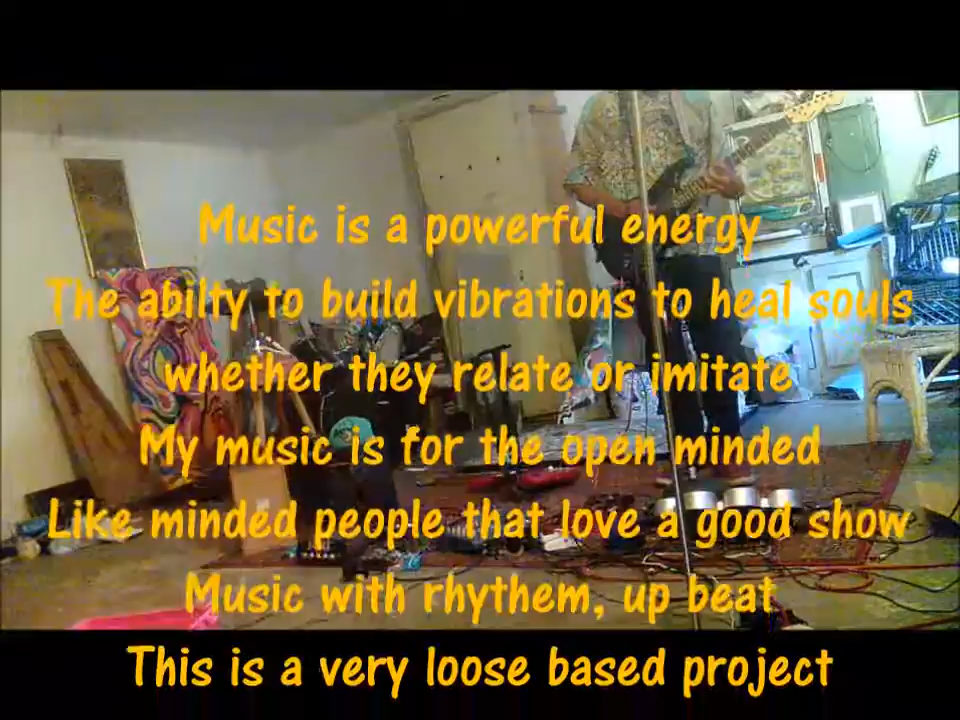 Music is a powerful energy
The abilty to build vibrations to heal souls
whether they relate or imitate
My music is for the open minded
Like minded people that love a good show
Music with rhythem, up beat
This is a very loose based project